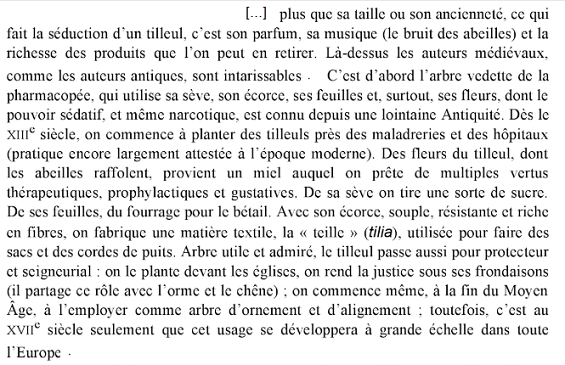 [...] plus que sa taille ou son ancienneté, ce qui
fait la séduction d'un tilleul, c'est son parfum, sa musique (le bruit des abeilles) et la
richesse des produits que l'on peut en retirer. Là-dessus les auteurs médiévaux,
comme les auteurs antiques, sont intarissables . C'est d'abord l'arbre vedette de la
pharmacopée, qui utilise sa sève, son écorce, ses feuilles et, surtout, ses fleurs, dont le
pouvoir sédatif, et même narcotique, est connu depuis une lointaine Antiquité. Dès le
XIIIe siècle, on commence à planter des tilleuls près des maladreries et des hôpitaux
(pratique encore largement attestée à l'époque moderne). Des fleurs du tilleul, dont
les abeilles raffolent, provient un miel auquel on prête de multiples vertus
thérapeutiques, prophylactiques et gustatives. De sa sève on tire une sorte de sucre.
De ses feuilles, du fourrage pour le bétail. Avec son écorce, souple, résistante et riche
en fibres, on fabrique une matière textile, la « teille » (tilia), utilisée pour faire des
sacs et des cordes de puits. Arbre utile et admiré, le tilleul passe aussi pour protecteur
et seigneurial : on le plante devant les églises, on rend la justice sous ses frondaisons
(il partage ce rôle avec l'orme et le chêne) ; on commence même, à la fin du Moyen
Âge, à l'employer comme arbre d'ornement et d'alignement ; toutefois, c'est au
XVIIe siècle seulement que cet usage se développera à grande échelle dans toute
l'Europe .